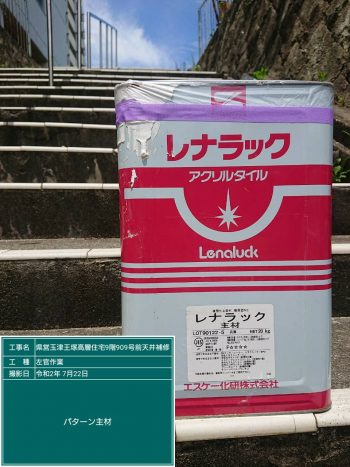 レナラック
アクリルタイル
Lenaluck
レナラック
主材
LOT90122-5
NET20kg
F☆☆☆☆
エスケー化研株式会社
工事名 県営玉津王塚高層住宅9階909号前天井補修
工種 左官作業
撮影日 令和2年 7月22日
パターン主材